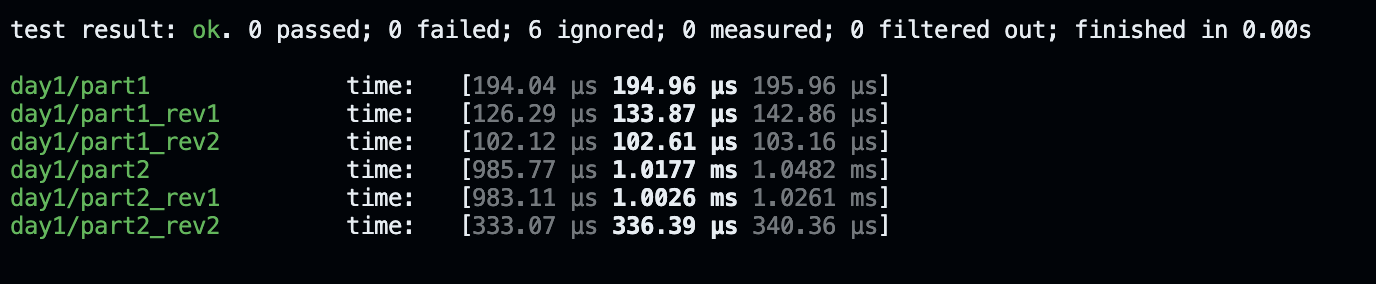 test result: ok. 0 passed; 0 failed; 6 ignored; 0 measured; 0 filtered out; finished in 0.00s
day1/part1 time: [194.04 µs 194.96 µs 195.96 µs]
day1/part1_rev1 time: [126.29 µs 133.87 µs 142.86 µs]
day1/part1_rev2 time: [102.12 µs 102.61 µs 103.16 µs]
day1/part2 time: [985.77 µs 1.0177 ms 1.0482 ms]
day1/part2_rev1 time: [983.11 µs 1.0026 ms 1.0261 ms]
day1/part2_rev2 time: [333.07 µs 336.39 µs 340.36 µs]